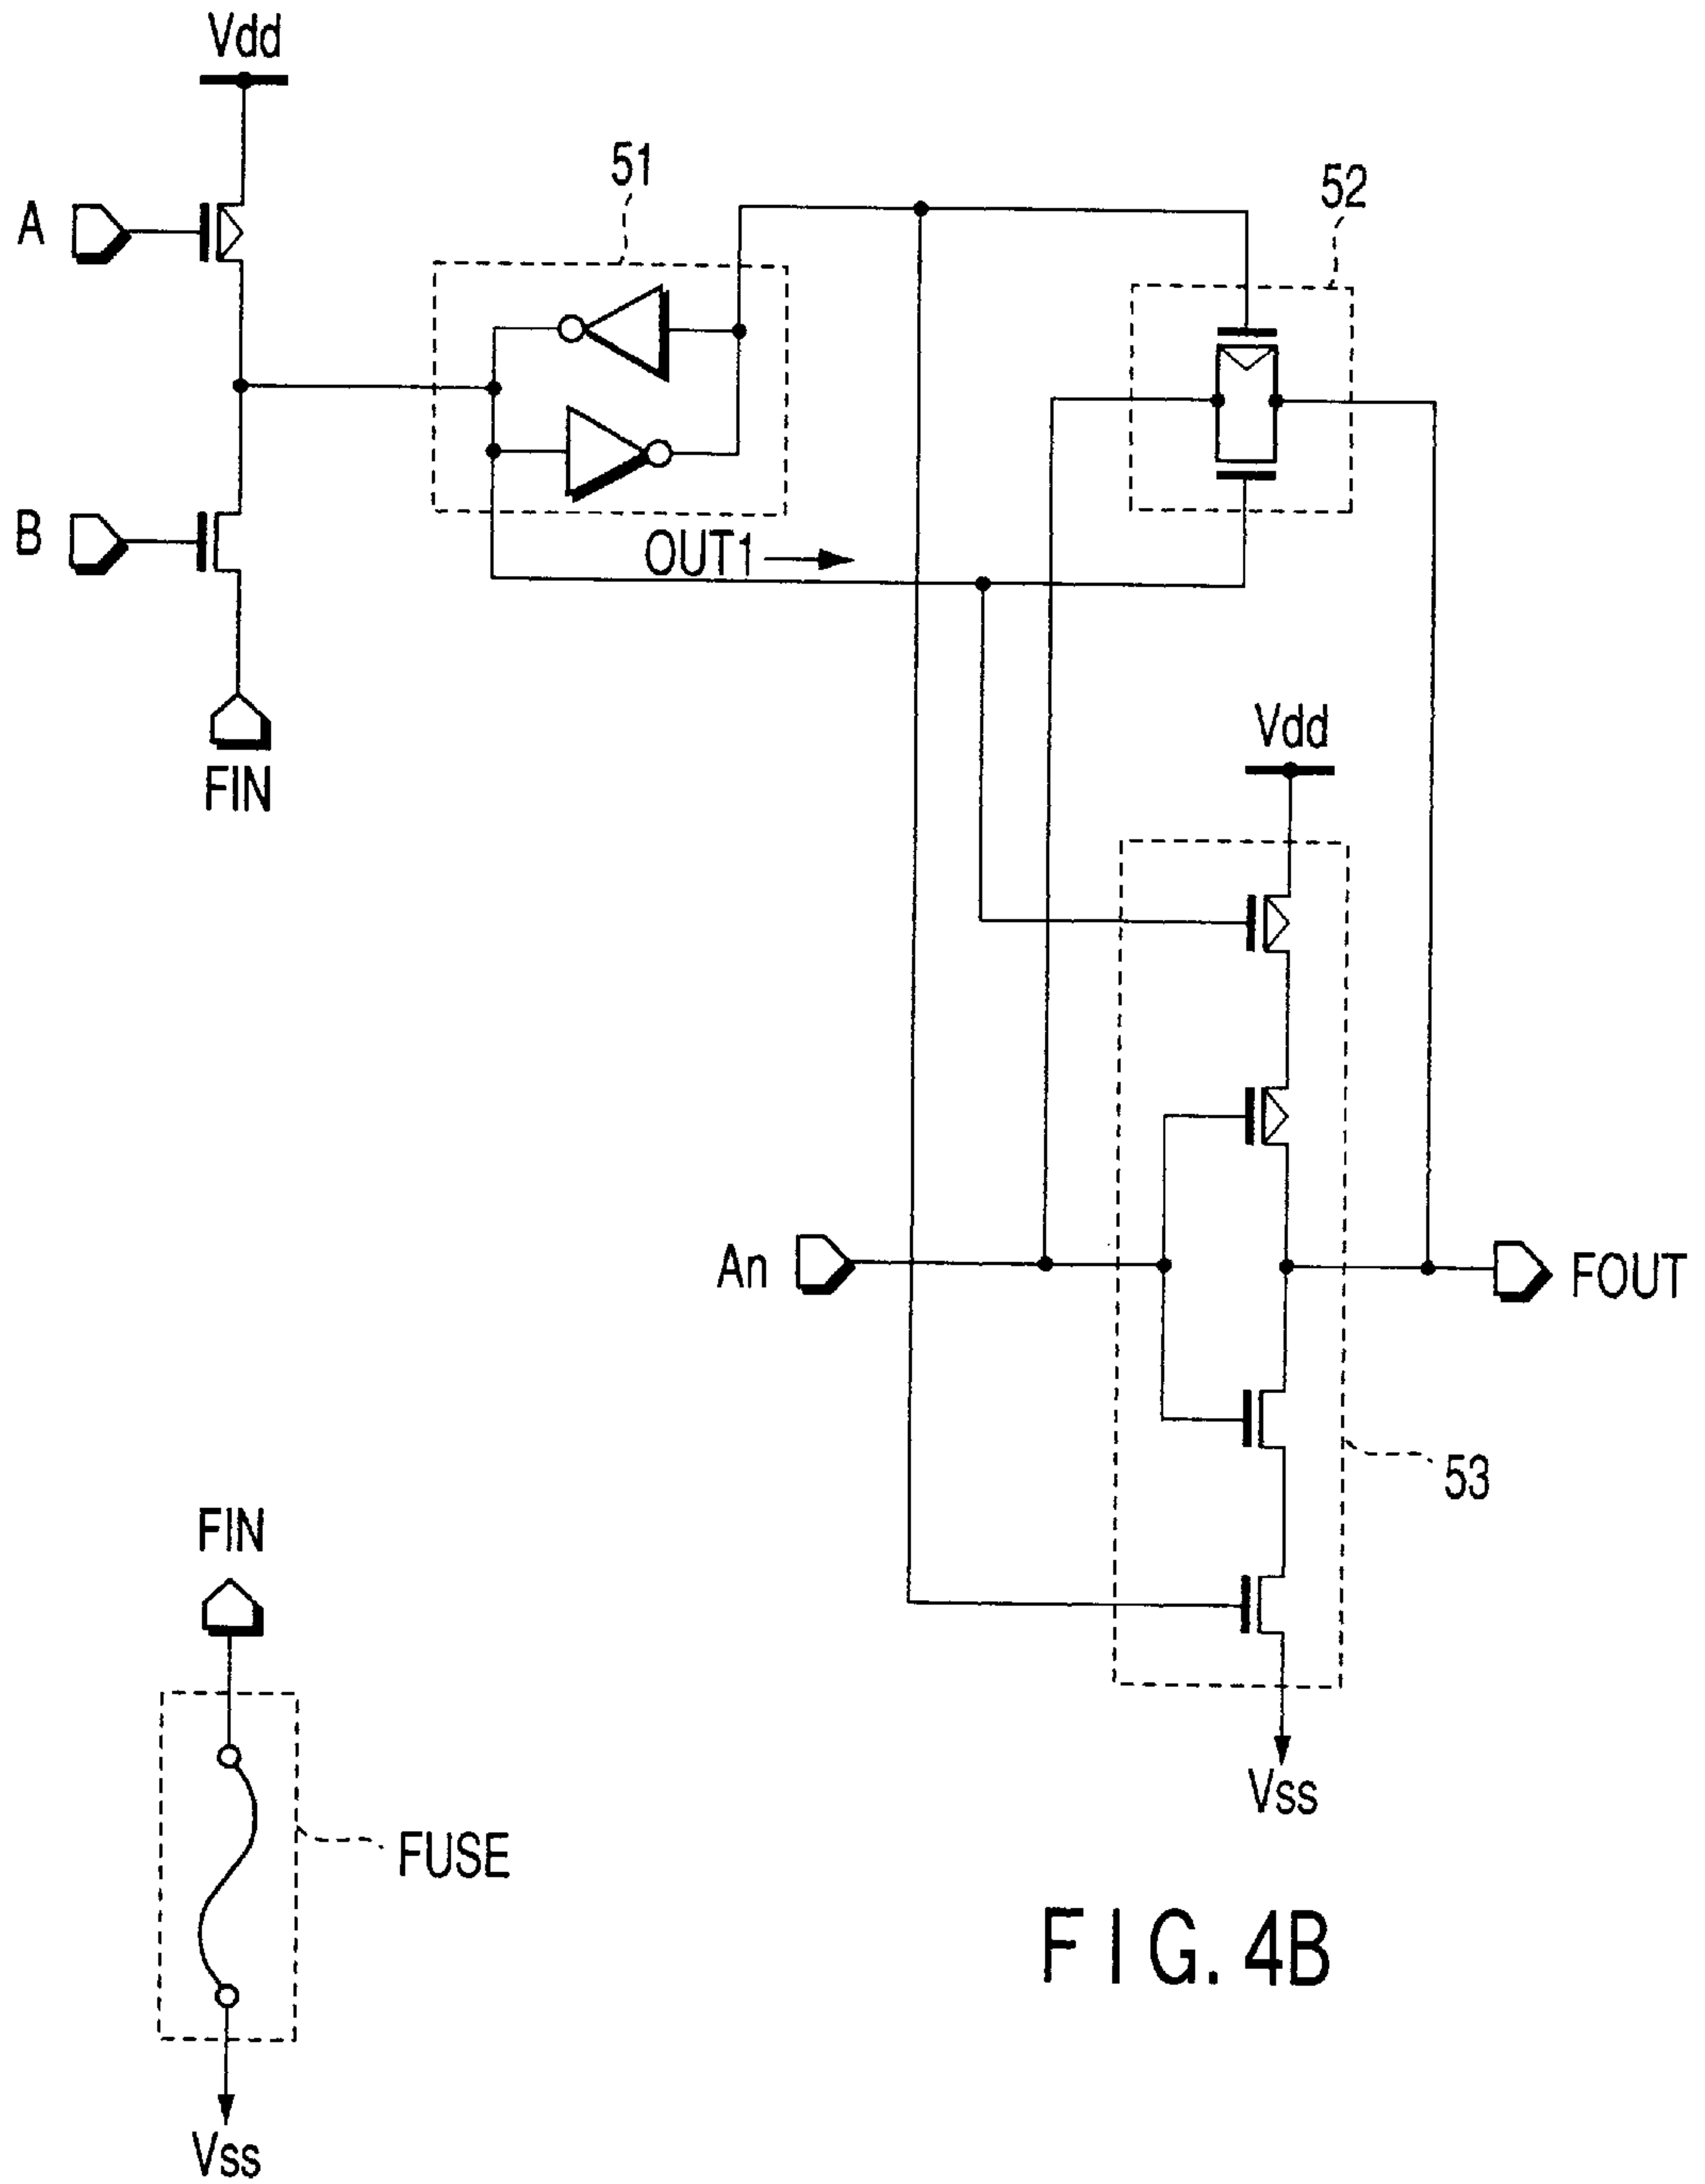 Vdd
A
51
52
B
OUT1
FIN
Vdd
An
FOUT
53
FIN
Vss
FUSE
FIG. 4B
Vss